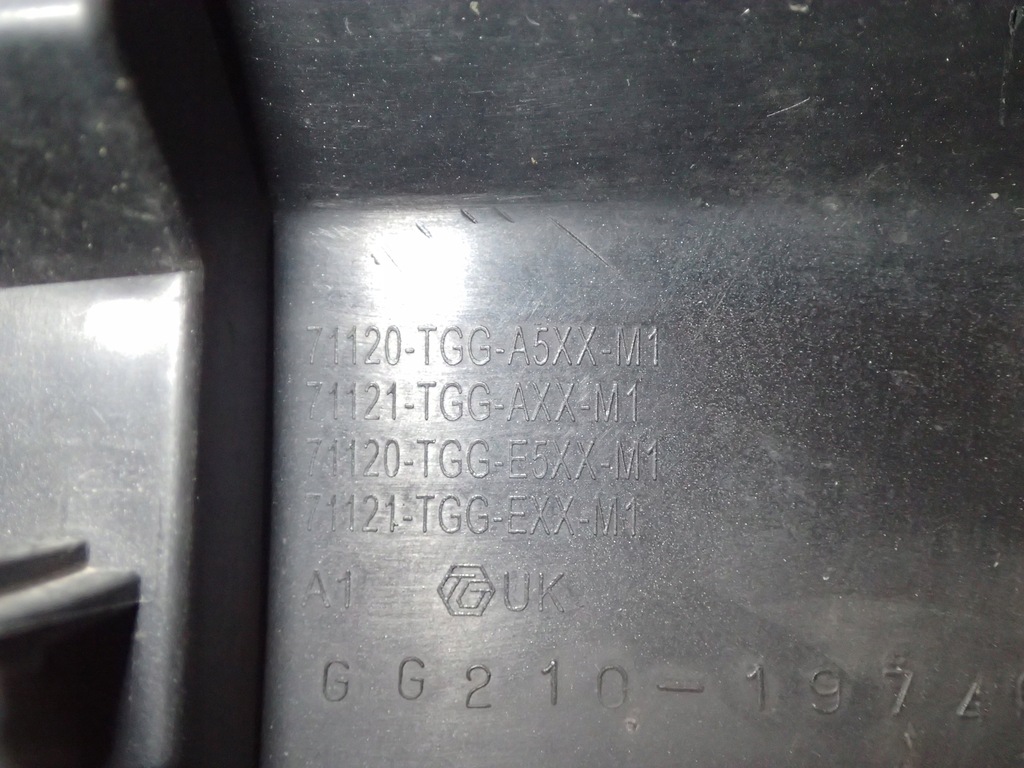 71120-TGG-A5XX-M1
71121-TGG-AXX-M1
71120-TGG-E5XX-M1
71121-TGG-EXX-M1
A1 TG UK
GG210-197